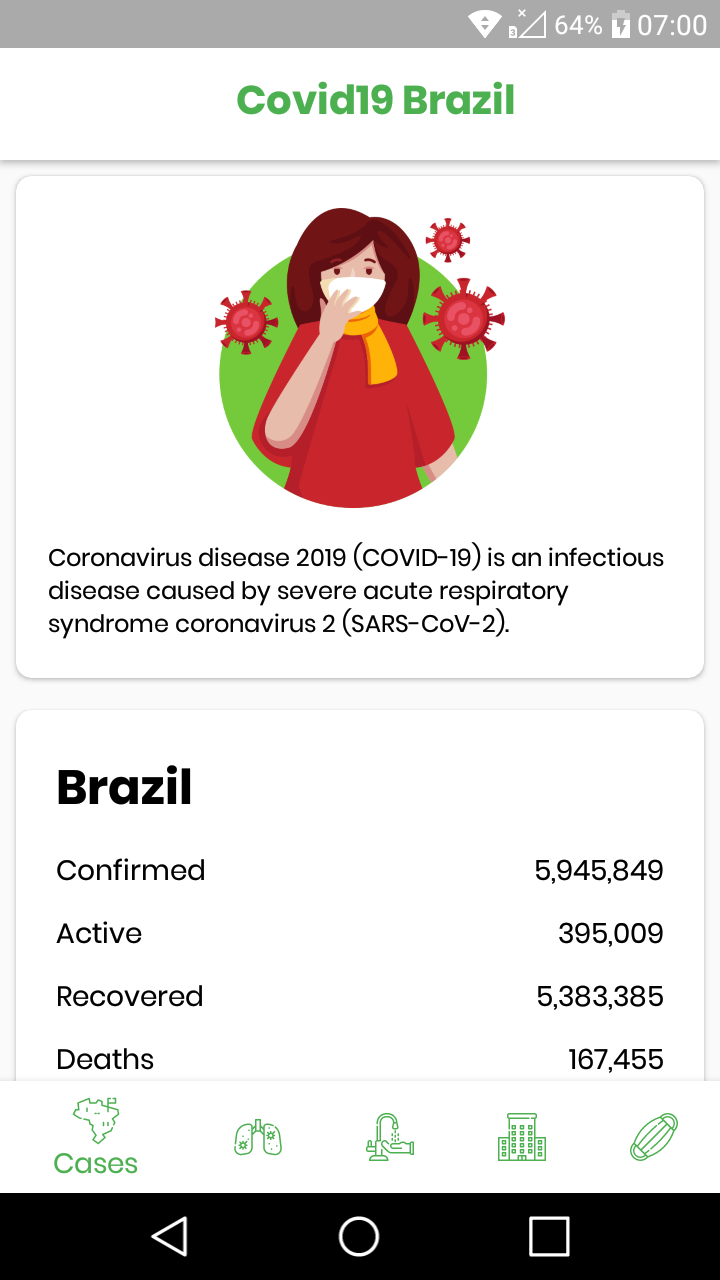 64% 07:00
Covid19 Brazil
Coronavirus disease 2019 (COVID-19) is an infectious
disease caused by severe acute respiratory
syndrome coronavirus 2 (SARS-CoV-2).
Brazil
Confirmed 5,945,849
Active 395,009
Recovered 5,383,385
Deaths 167,455
Cases